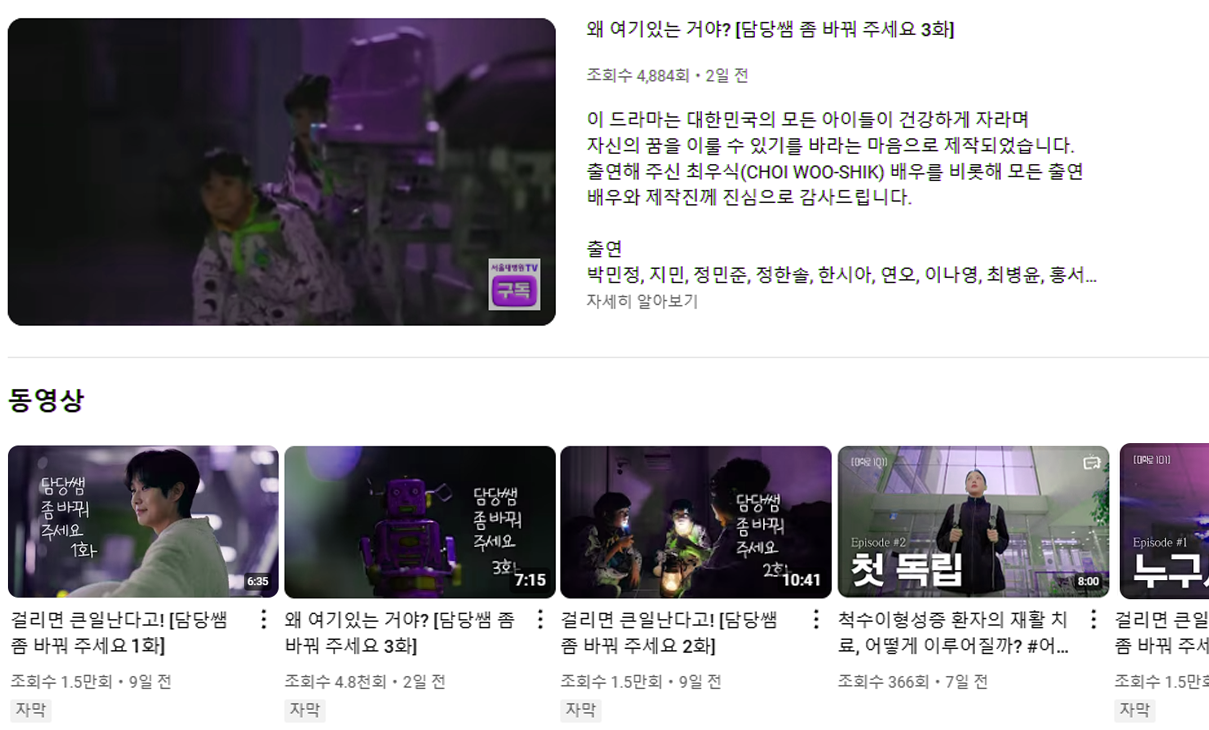 왜 여기있는 거야? [담당쌤 좀 바꿔 주세요 3화]
조회수 4,884회 • 2일 전
이 드라마는 대한민국의 모든 아이들이 건강하게 자라며
자신의 꿈을 이룰 수 있기를 바라는 마음으로 제작되었습니다.
출연해 주신 최우식(CHOI WOO-SHIK) 배우를 비롯해 모든 출연
배우와 제작진께 진심으로 감사드립니다.
출연
박민정, 지민, 정민준, 정한솔, 한시아, 연오, 이나영, 최병윤, 홍서...
자세히 알아보기
서울대병원TV
구독
동영상
담당쌤
좀 바꿔
주세요
1화
6:35
걸리면 큰일난다고! [담당쌤
좀 바꿔 주세요 1화]
조회수 1.5만회 • 9일 전
자막
담당쌤
좀 바꿔
주세요
3화
7:15
왜 여기있는 거야? [담당쌤 좀
바꿔 주세요 3화]
조회수 4.8천회 • 2일 전
자막
담당쌤
좀 바꿔
주세요
2화
10:41
걸리면 큰일난다고! [담당쌤
좀 바꿔 주세요 2화]
조회수 1.5만회 • 9일 전
자막
[대학로 101]
Episode #2
첫 독립
8:00
척수이형성증 환자의 재활 치
료, 어떻게 이루어질까? #어...
조회수 366회 • 7일 전
[대학로 101]
Episode #1
누구
걸리면 큰일
좀 바꿔 주세
조회수 1.5만회
자막